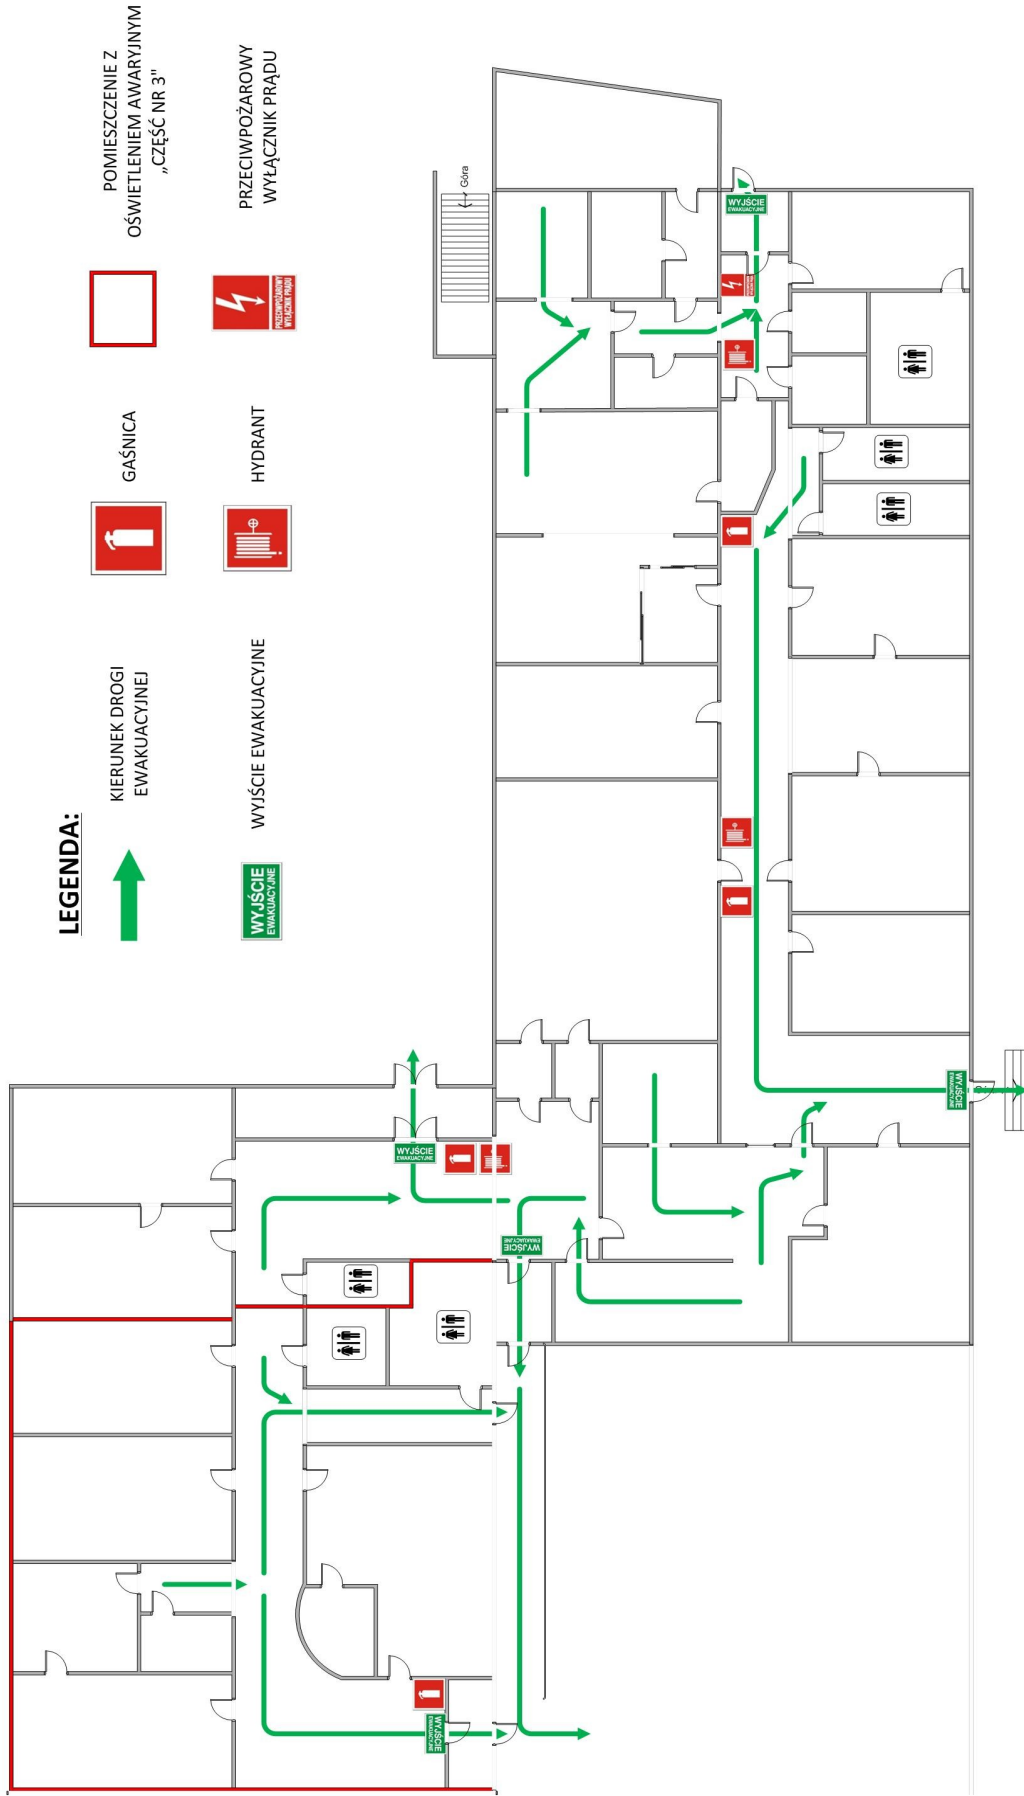 LEGENDA:
KIERUNEK DROGI
EWAKUACYJNEJ
GAŚNICA
POMIESZCZENIE Z
OŚWIETLENIEM AWARYJNYM
„CZĘŚĆ NR 3"
WYJŚCIE
EWAKUACYJNE
WYJŚCIE EWAKUACYJNE
HYDRANT
PRZECIWPOŻAROWY
WYŁĄCZNIK PRĄDU
PRZECIWPOŻAROWY
WYŁĄCZNIK PRĄDU
Góra
WYJŚCIE
EWAKUACYJNE
WYJŚCIE
EWAKUACYJNE
WYJŚCIE
EWAKUACYJNE
WYJŚCIE
EWAKUACYJNE
WYJŚCIE
EWAKUACYJNE